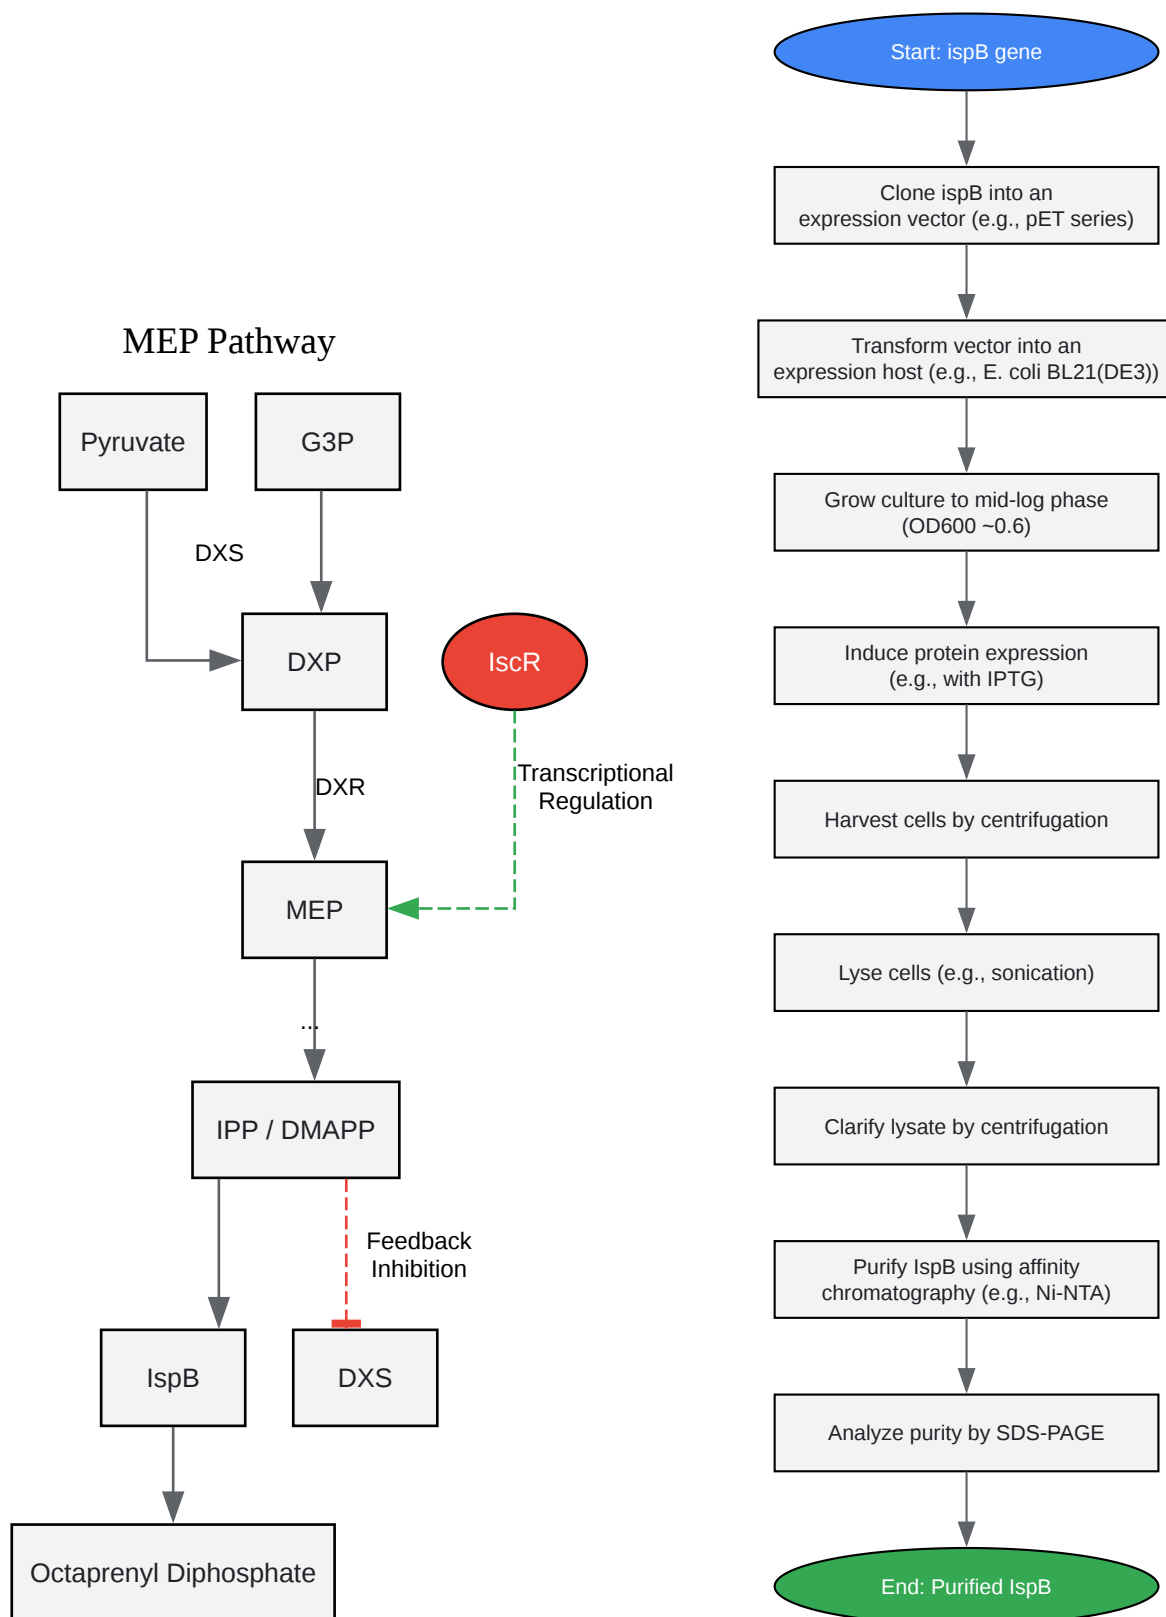 MEP Pathway
Pyruvate
G3P
DXS
DXP
IscR
DXR
Transcriptional
Regulation
MEP
...
IPP / DMAPP
Feedback
Inhibition
IspB
DXS
Octaprenyl Diphosphate
Start: ispB gene
Clone ispB into an
expression vector (e.g., pET series)
Transform vector into an
expression host (e.g., E. coli BL21(DE3))
Grow culture to mid-log phase
(OD600 ~0.6)
Induce protein expression
(e.g., with IPTG)
Harvest cells by centrifugation
Lyse cells (e.g., sonication)
Clarify lysate by centrifugation
Purify IspB using affinity
chromatography (e.g., Ni-NTA)
Analyze purity by SDS-PAGE
End: Purified IspB